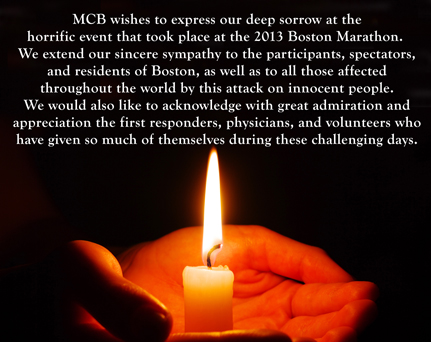 MCB wishes to express our deep sorrow at the
horrific event that took place at the 2013 Boston Marathon.
We extend our sincere sympathy to the participants, spectators,
and residents of Boston, as well as to all those affected
throughout the world by this attack on innocent people.
We would also like to acknowledge with great admiration and
appreciation the first responders, physicians, and volunteers who
have given so much of themselves during these challenging days.